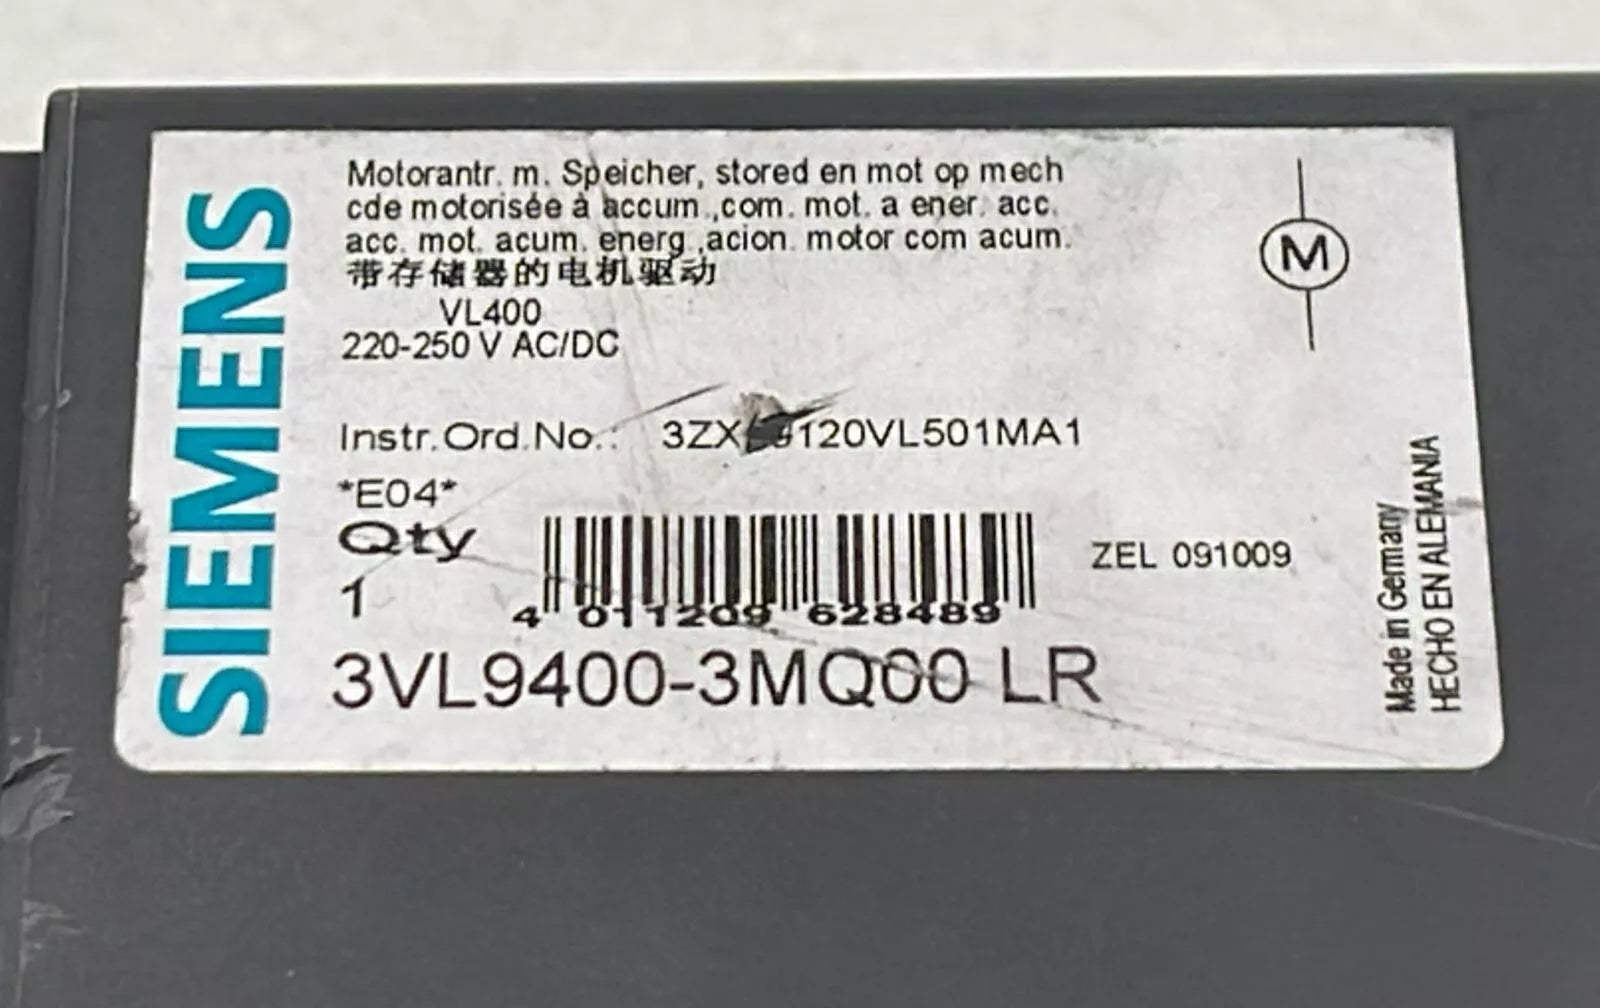 SIEMENS
Motorantr. m. Speicher, stored en mot op mech
cde motorisée à accum.,com. mot. a ener. acc.
acc. mot. acum. energ.,acion. motor com acum.
带存储器的电机驱动
VL400
220-250 V AC/DC
M
Instr.Ord.No.:
*E04*
Qty
1
4 011209 628489
ZEL 091009
3VL9400-3MQ00 LR
Made in Germany
HECHO EN ALEMANIA